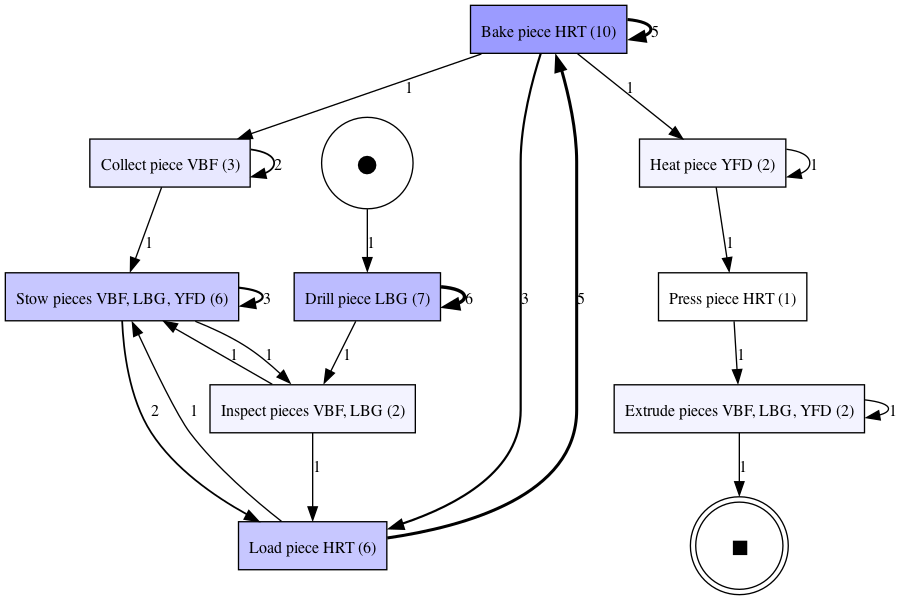 Bake piece HRT (10)
5
1
1
Collect piece VBF (3)
2
Heat piece YFD (2)
1
1
1
1
Stow pieces VBF, LBG, YFD (6)
3
Drill piece LBG (7)
6
3
5
Press piece HRT (1)
1
1
1
1
Inspect pieces VBF, LBG (2)
2
1
Extrude pieces VBF, LBG, YFD (2)
1
1
1
Load piece HRT (6)